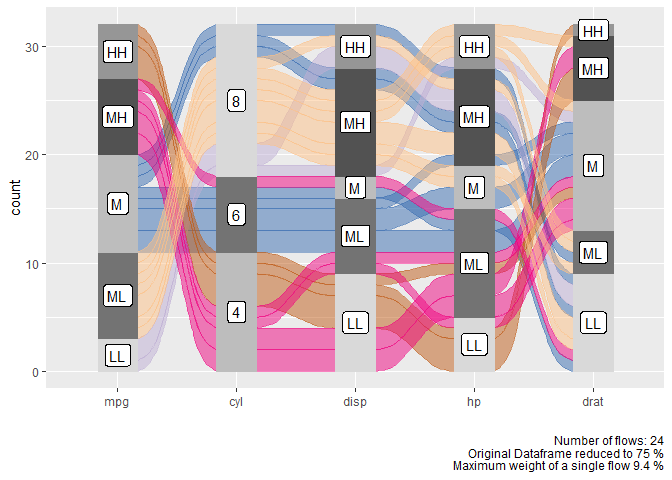 count
30
20
10
0
HH
MH
M
ML
LL
8
6
4
HH
MH
M
ML
LL
HH
MH
M
ML
LL
HH
MH
M
ML
LL
mpg
cyl
disp
hp
drat
Number of flows: 24
Original Dataframe reduced to 75 %
Maximum weight of a single flow 9.4 %